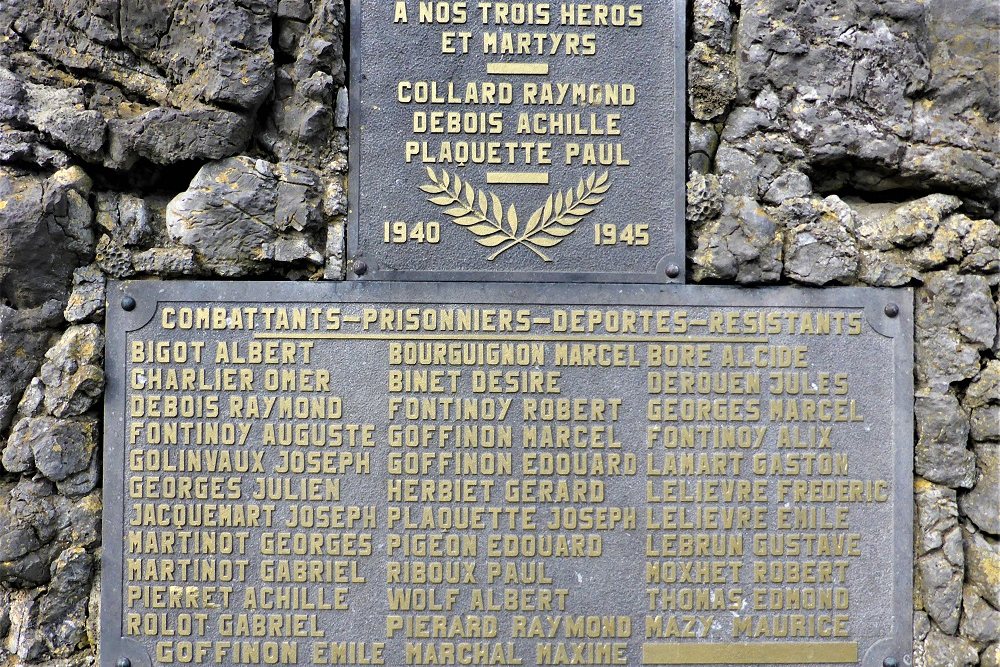 A NOS TROIS HEROS
ET MARTYRS
COLLARD RAYMOND
DEBOIS ACHILLE
PLAQUETTE PAUL
1940 1945
COMBATTANTS-PRISONNIERS-DEPORTES-RESISTANTS
BIGOT ALBERT BOURGUIGNON MARCEL BORE ALCIDE
CHARLIER OMER BINET DESIRE DEROUEN JULES
DEBOIS RAYMOND FONTINOY ROBERT GEORGES MARCEL
FONTINOY AUGUSTE GOFFINON MARCEL FONTINOY ALIX
GOLINVAUX JOSEPH GOFFINON EDOUARD LAMART GASTON
GEORGES JULIEN HERBIET GERARD LELIEVRE FREDERIC
JACQUEMART JOSEPH PLAQUETTE JOSEPH LELIEVRE EMILE
MARTINOT GEORGES PIGEON EDOUARD LEBRUN GUSTAVE
MARTINOT GABRIEL RIBOUX PAUL MOXHET ROBERT
PIERRET ACHILLE WOLF ALBERT THOMAS EDMOND
ROLOT GABRIEL PIERARD RAYMOND MAZY MAURICE
GOFFINON EMILE MARCHAL MAXIME